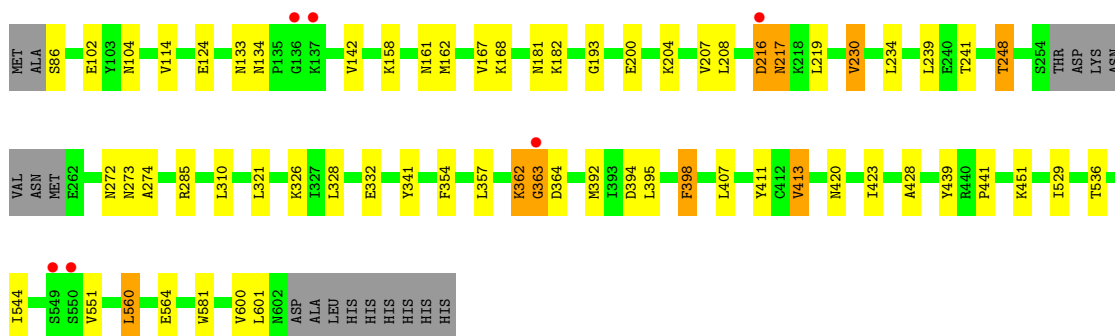 MET ALA S86 E102 Y103 N104 V114 E124 N133 N134 P135 G136 K137 V142 K158 N161 M162 V167 K168 N181 K182 G193 E200 K204 V207 L208 D216 N217 K218 L219 V230 L234 L239 E240 T241 T248 S254 THR ASP LYS ASN
VAL ASN MET E262 N272 N273 A274 R285 L310 L321 K326 I327 L328 E332 Y341 F354 L357 K362 G363 D364 M392 I393 D394 L395 F398 L407 Y411 C412 V413 N420 I423 A428 Y439 R440 P441 K451 I529 T536
I544 S549 S550 V551 L560 E564 W581 V600 L601 N602 ASP ALA LEU HIS HIS HIS HIS HIS HIS